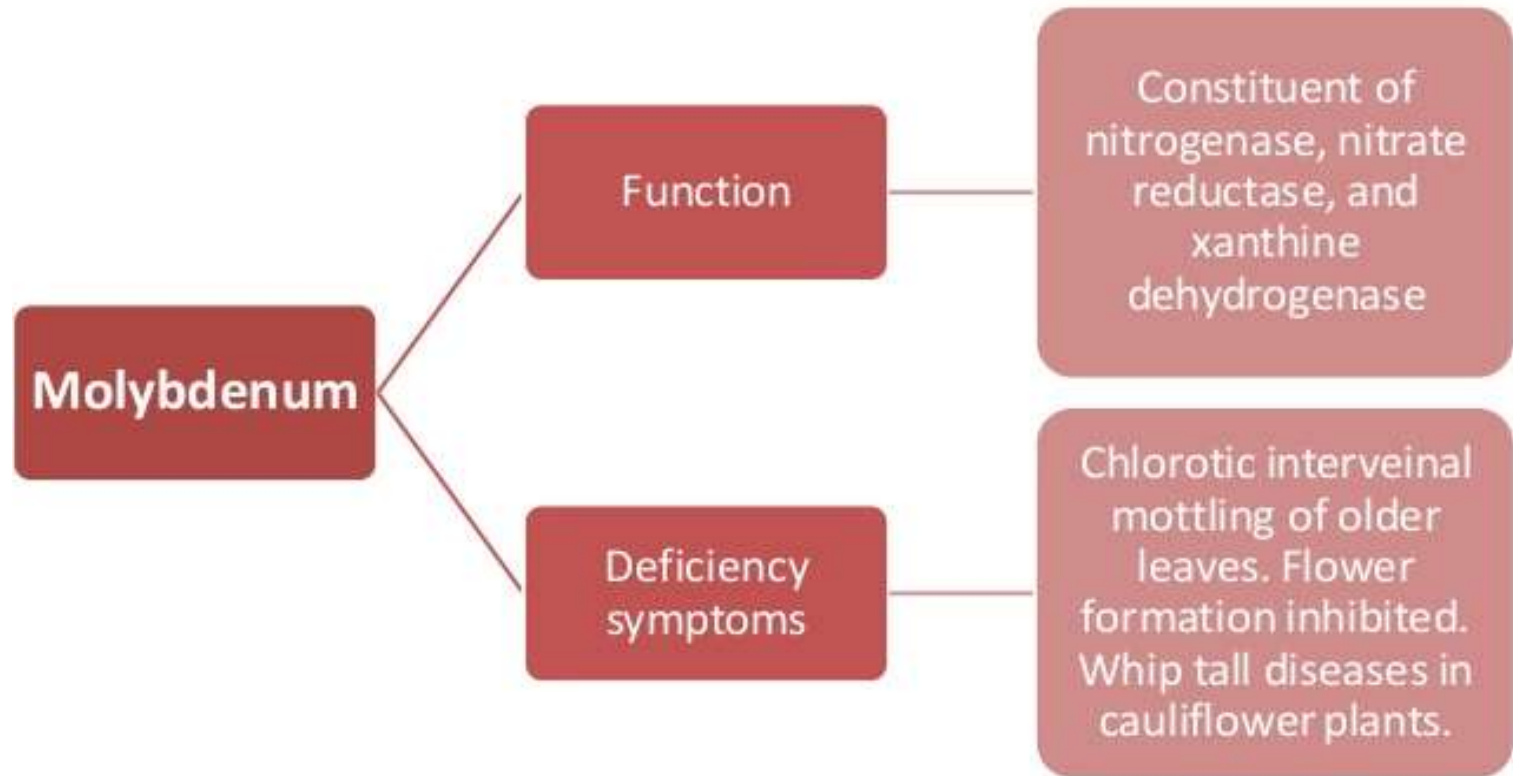 Molybdenum
Function
Constituent of
nitrogenase, nitrate
reductase, and
xanthine
dehydrogenase
Deficiency
symptoms
Chlorotic interveinal
mottling of older
leaves. Flower
formation inhibited.
Whip tall diseases in
cauliflower plants.